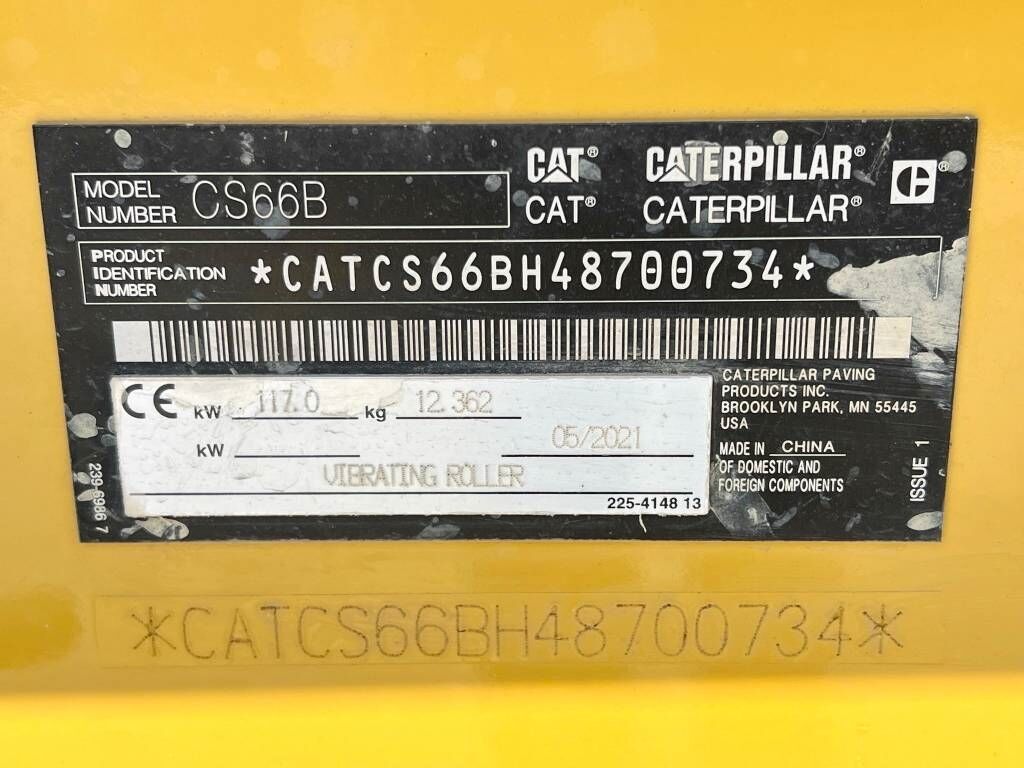 CAT® CATERPILLAR®
CAT® CATERPILLAR®
MODEL NUMBER CS66B
PRODUCT IDENTIFICATION NUMBER *CATCS66BH48700734*
CE kW 117.0 kg 12.362
kW 05/2021
VIBRATING ROLLER
225-4148 13
239-6986 7
CATERPILLAR PAVING
PRODUCTS INC.
BROOKLYN PARK, MN 55445
USA
MADE IN CHINA
OF DOMESTIC AND
FOREIGN COMPONENTS
ISSUE 1
*CATCS66BH48700734*